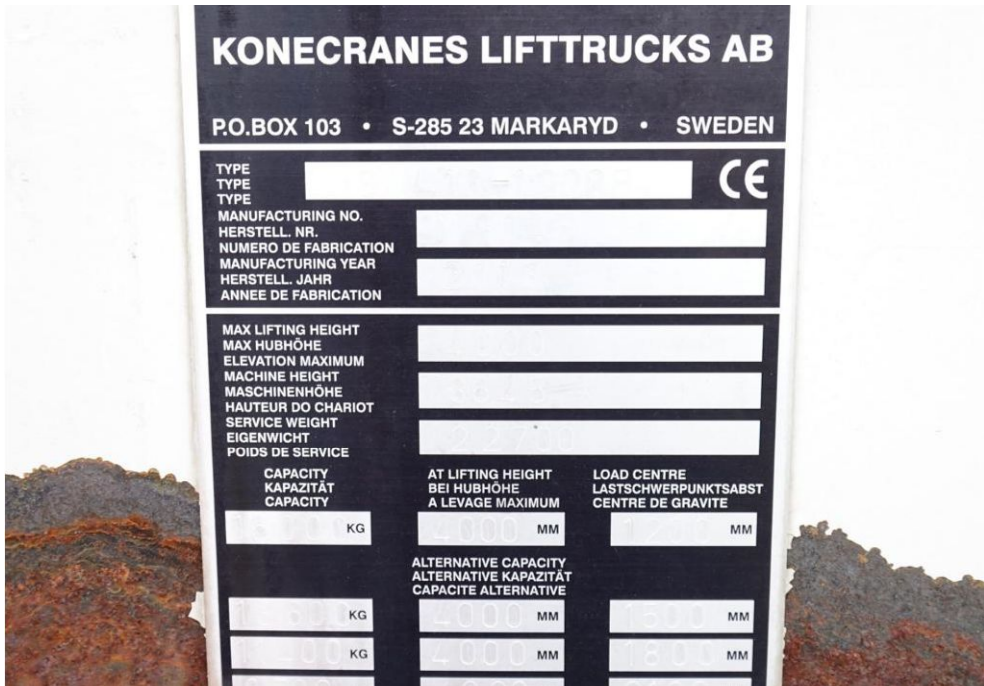 KONECRANES LIFTTRUCKS AB
P.O.BOX 103 • S-285 23 MARKARYD • SWEDEN
TYPE
TYPE
TYPE
CE
MANUFACTURING NO.
HERSTELL. NR.
NUMERO DE FABRICATION
MANUFACTURING YEAR
HERSTELL. JAHR
ANNEE DE FABRICATION
MAX LIFTING HEIGHT
MAX HUBHÖHE
ELEVATION MAXIMUM
MACHINE HEIGHT
MASCHINENHÖHE
HAUTEUR DO CHARIOT
SERVICE WEIGHT
EIGENWICHT
POIDS DE SERVICE
CAPACITY
KAPAZITÄT
CAPACITY
AT LIFTING HEIGHT
BEI HUBHÖHE
A LEVAGE MAXIMUM
LOAD CENTRE
LASTSCHWERPUNKTSABST
CENTRE DE GRAVITE
KG 4000 MM 1200 MM
ALTERNATIVE CAPACITY
ALTERNATIVE KAPAZITÄT
CAPACITE ALTERNATIVE
KG 4000 MM 1500 MM
KG 4000 MM 1800 MM